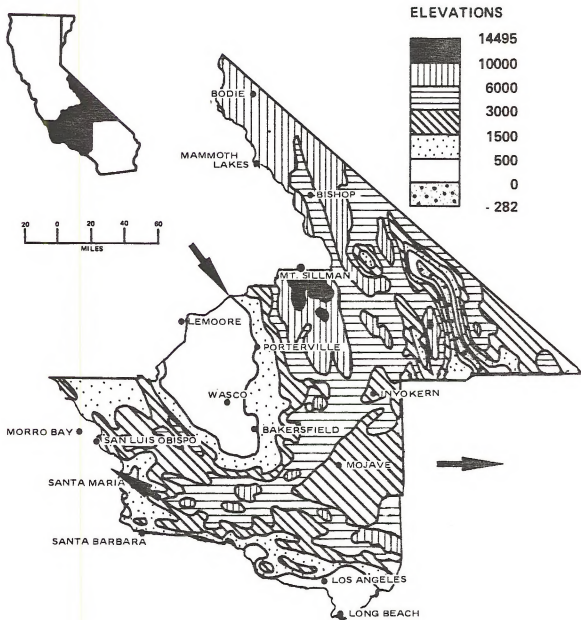 ELEVATIONS
14495
10000
6000
3000
1500
500
0
-282
20 0 20 40 60
MILES
BODIE
MAMMOTH LAKES
BISHOP
MT. SILLMAN
LEMOORE
PORTERVILLE
WASCO
INYOKERN
MORRO BAY
SAN LUIS OBISPO
BAKERSFIELD
MOJAVE
SANTA MARIA
SANTA BARBARA
LOS ANGELES
LONG BEACH